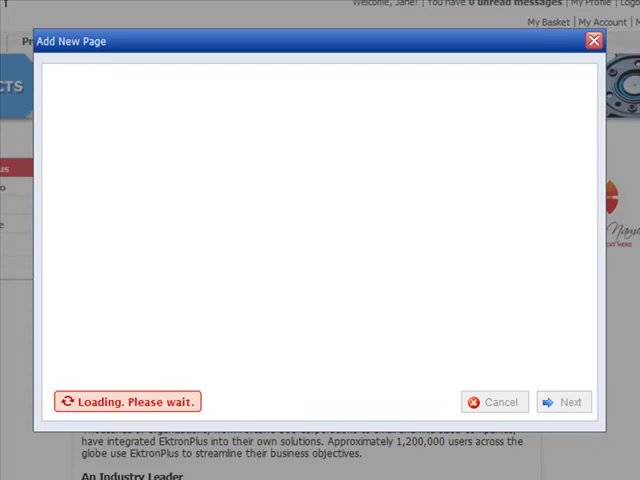 Welcome, Jane! | You have 0 unread messages | My Profile | Logo
My Basket | My Account |
Add New Page
CTS
us
Loading. Please wait.
Cancel
Next
have integrated EktronPlus into their own solutions. Approximately 1,200,000 users across the
globe use EktronPlus to streamline their business objectives.
An Industry Leader